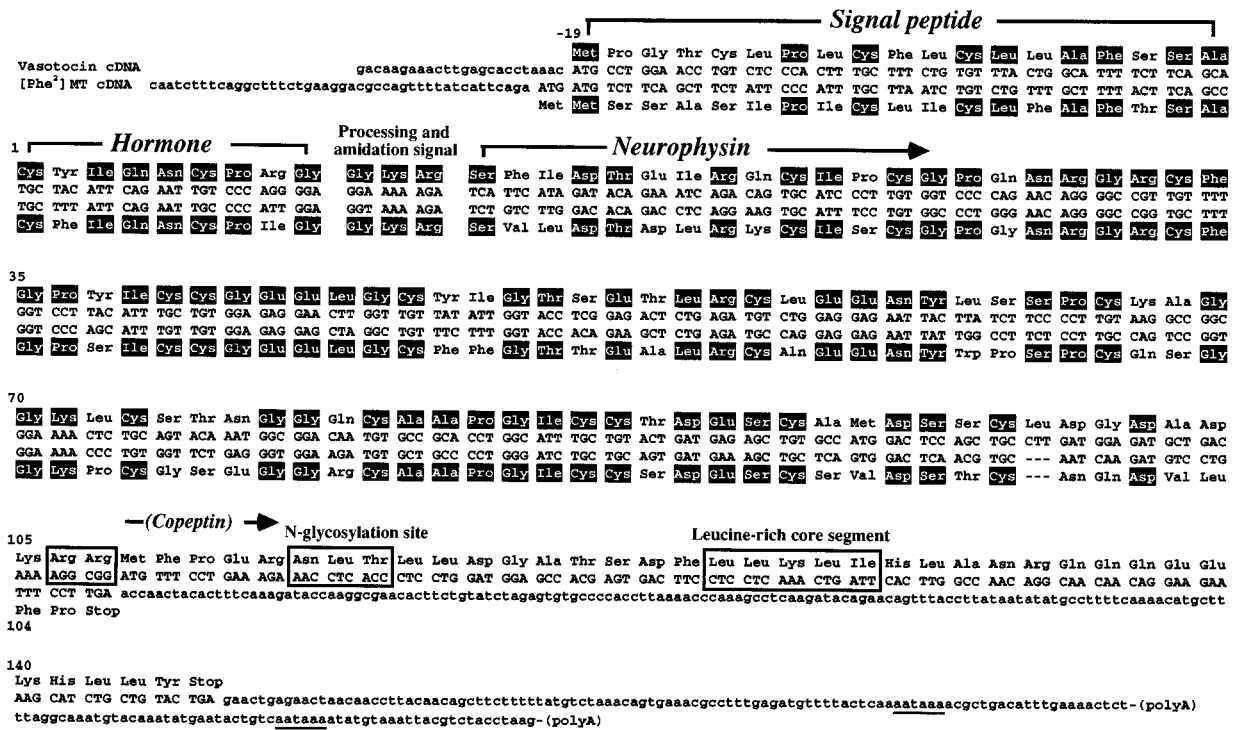 Signal peptide
-19
Met Pro Gly Thr Cys Leu Pro Leu Cys Phe Leu Cys Leu Leu Ala Phe Ser Ser Ala
Vasotocin cDNA gacaagaaacttgagcacctaaac ATG CCT GGA ACC TGT CTC CCA CTT TGC TTT CTG TGT TTA CTG GCA TTT TCT TCA GCA
[Phe2]MT cDNA caatctttcaggctttctgaaggacgccagttttatcattcaga ATG ATG TCT TCA GCT TCT ATT CCC ATT TGC TTA ATC TGT CTG TTT GCT TTT ACT TCA GCC
Met Met Ser Ser Ala Ser Ile Pro Ile Cys Leu Ile Cys Leu Phe Ala Phe Thr Ser Ala
1 Hormone Processing and amidation signal Neurophysin
Cys Tyr Ile Gln Asn Cys Pro Arg Gly Gly Lys Arg Ser Phe Ile Asp Thr Glu Ile Arg Gln Cys Ile Pro Cys Gly Pro Gln Asn Arg Gly Arg Cys Phe
TGC TAC ATT CAG AAT TGT CCC AGG GGA GGA AAA AGA TCA TTC ATA GAT ACA GAA ATC AGA CAG TGC ATC CCT TGT GGT CCC CAG AAC AGG GGC CGT TGT TTT
TGC TTT ATT CAG AAT TGC CCC ATT GGA GGT AAA AGA TCT GTC TTG GAC ACA GAC CTC AGG AAG TGC ATT TCC TGT GGC CCT GGG AAC AGG GGC CGG TGC TTT
Cys Phe Ile Gln Asn Cys Pro Ile Gly Gly Lys Arg Ser Val Leu Asp Thr Asp Leu Arg Lys Cys Ile Ser Cys Gly Pro Gly Asn Arg Gly Arg Cys Phe
35
Gly Pro Tyr Ile Cys Cys Gly Glu Glu Leu Gly Cys Tyr Ile Gly Thr Ser Glu Thr Leu Arg Cys Leu Glu Glu Asn Tyr Leu Ser Ser Pro Cys Lys Ala Gly
GGT CCT TAC ATT TGC TGT GGA GAG GAA CTT GGT TGT TAT ATT GGT ACC TCG GAG ACT CTG AGA TGT CTG GAG GAG AAT TAC TTA TCT TCC CCT TGT AAG GCC GGC
GGT CCC AGC ATT TGT TGT GGA GAG GAG CTA GGC TGT TTC TTT GGT ACC ACA GAA GCT CTG AGA TGC CAG GAG GAG AAT TAT TGG CCT TCT CCT TGC CAG TCC GGT
Gly Pro Ser Ile Cys Cys Gly Glu Glu Leu Gly Cys Phe Phe Gly Thr Thr Glu Ala Leu Arg Cys Aln Glu Glu Asn Tyr Trp Pro Ser Pro Cys Gln Ser Gly
70
Gly Lys Leu Cys Ser Thr Asn Gly Gly Gln Cys Ala Ala Pro Gly Ile Cys Cys Thr Asp Glu Ser Cys Ala Met Asp Ser Ser Cys Leu Asp Gly Asp Ala Asp
GGA AAA CTC TGC AGT ACA AAT GGC GGA CAA TGT GCC GCA CCT GGC ATT TGC TGT ACT GAT GAG AGC TGT GCC ATG GAC TCC AGC TGC CTT GAT GGA GAT GCT GAC
GGA AAA CCC TGT GGT TCT GAG GGT GGA AGA TGT GCT GCC CCT GGG ATC TGC TGC AGT GAT GAA AGC TGC TCA GTG GAC TCA ACG TGC --- AAT CAA GAT GTC CTG
Gly Lys Pro Cys Gly Ser Glu Gly Gly Arg Cys Ala Ala Pro Gly Ile Cys Cys Ser Asp Glu Ser Cys Ser Val Asp Ser Thr Cys --- Asn Gln Asp Val Leu
(Copeptin) N-glycosylation site Leucine-rich core segment
105
Lys Arg Arg Met Phe Pro Glu Arg Asn Leu Thr Leu Leu Asp Gly Ala Thr Ser Asp Phe Leu Leu Lys Leu Ile His Leu Ala Asn Arg Gln Gln Gln Glu Glu
AAA AGG CGG ATG TTT CCT GAA AGA AAC CTC ACC CTC CTG GAT GGA GCC ACG AGT GAC TTC CTC CTC AAA CTG ATT CAC TTG GCC AAC AGG CAA CAA CAG GAA GAA
TTT CCT TGA accaactacactttcaaagataccaaggcgaacacttctgtatctagagtgtgccccaccttaaaacccaaagcctcaagatacagaacagtttaccttataatatatgccttttcaaaacatgctt
Phe Pro Stop
104
140
Lys His Leu Leu Tyr Stop
AAG CAT CTG CTG TAC TGA gaactgagaactaacaaccttacaacagcttctttttatgtctaaacagtgaaacgcctttgagatgttttactcaaaataaaacgctgacatttgaaaactct-(polyA)
ttaggcaaatgtacaaatatgaatactgtcaataaaatatgtaaattacgtctacctaag-(polyA)